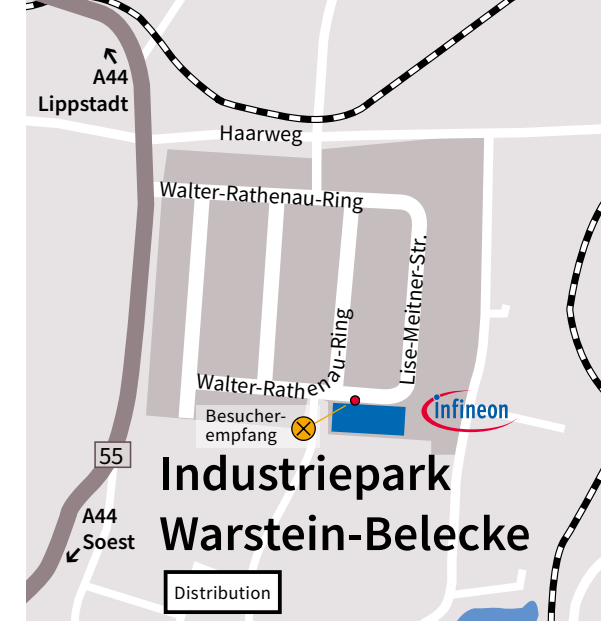 A44
Lippstadt
Haarweg
Walter-Rathenau-Ring
Lise-Meitner-Str.
Walter-Rathenau-Ring
Besucher-
empfang
infineon
55
Industriepark
Warstein-Belecke
A44
Soest
Distribution